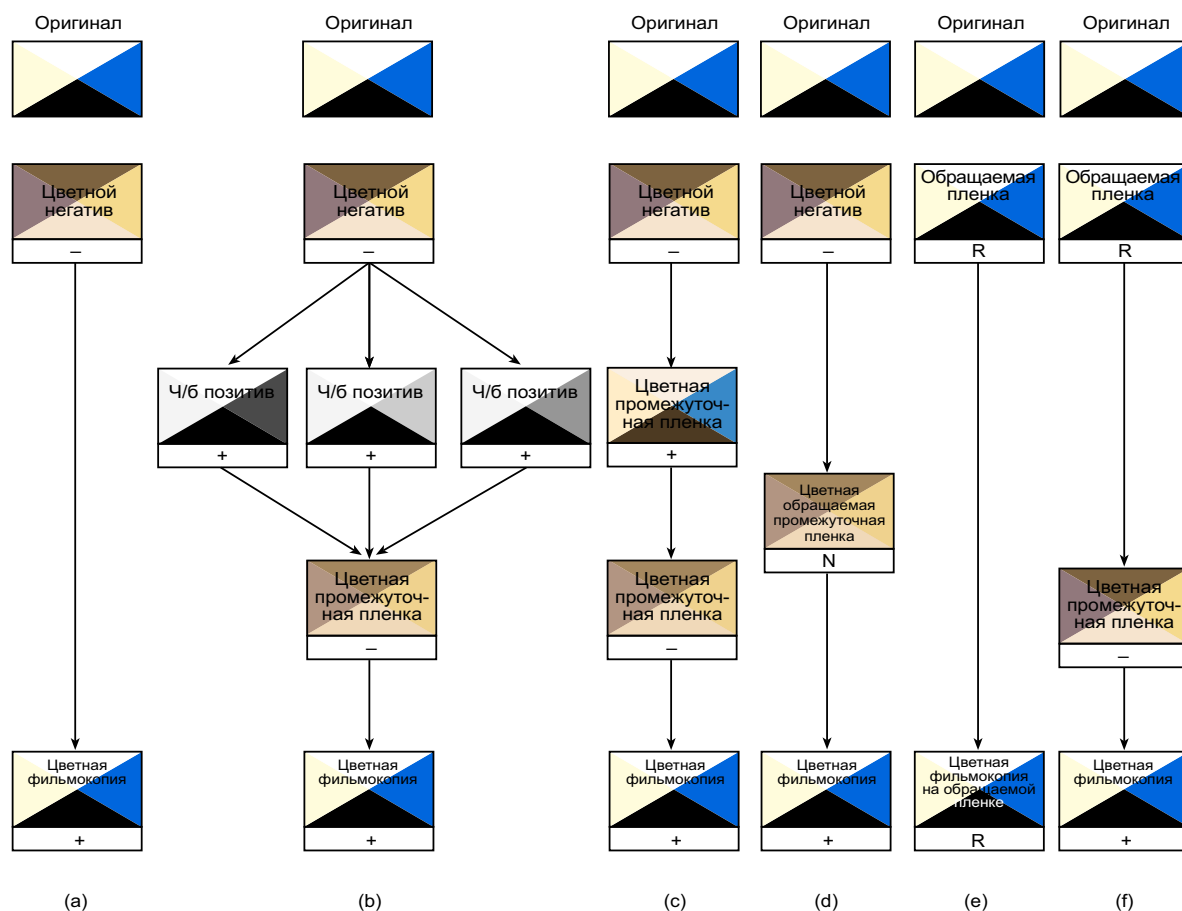 Оригинал
Оригинал
Оригинал
Оригинал
Оригинал
Оригинал
Цветной
негатив
–
Цветной
негатив
–
Цветной
негатив
–
Цветной
негатив
–
Обращаемая
пленка
R
Обращаемая
пленка
R
Ч/б позитив
+
Ч/б позитив
+
Ч/б позитив
+
Цветная
промежуточ-
ная пленка
+
Цветная
обращаемая
промежуточная
пленка
N
Цветная
промежуточ-
ная пленка
–
Цветная
промежуточ-
ная пленка
–
Цветная
промежуточ-
ная пленка
–
Цветная
фильмокопия
+
Цветная
фильмокопия
+
Цветная
фильмокопия
+
Цветная
фильмокопия
+
Цветная
фильмокопия
на обращаемой
пленке
R
Цветная
фильмокопия
+
(a)
(b)
(c)
(d)
(e)
(f)